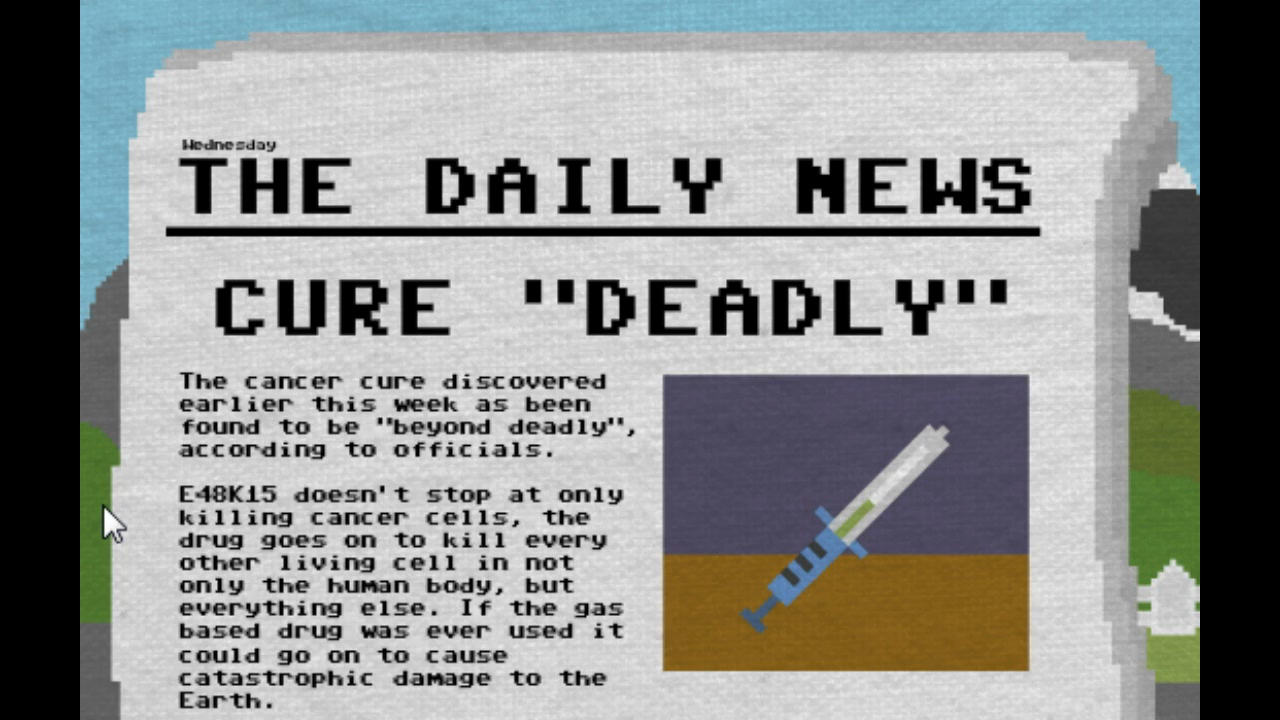 Wednesday
THE DAILY NEWS
CURE "DEADLY"
The cancer cure discovered
earlier this week as been
found to be "beyond deadly",
according to officials.
E48K15 doesn't stop at only
killing cancer cells, the
drug goes on to kill every
other living cell in not
only the human body, but
everything else. If the gas
based drug was ever used it
could go on to cause
catastrophic damage to the
Earth.